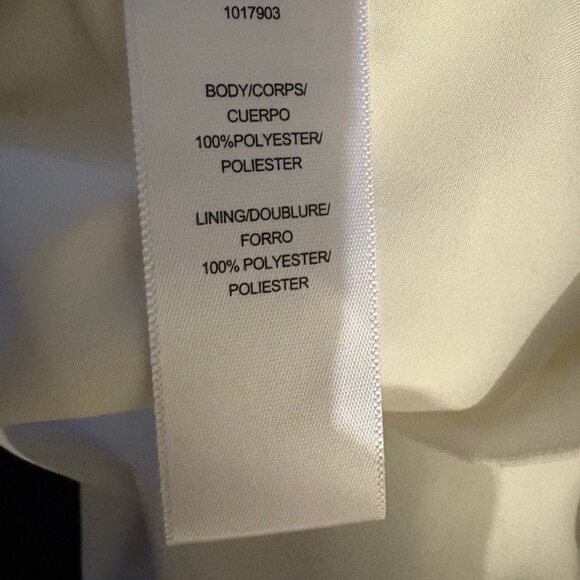 1017903
BODY/CORPS/
CUERPO
100%POLYESTER/
POLIESTER
LINING/DOUBLURE/
FORRO
100% POLYESTER/
POLIESTER